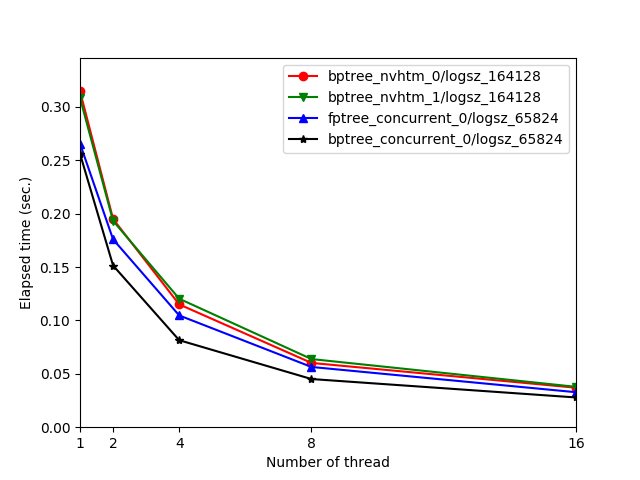 bptree_nvhtm_0/logsz_164128
bptree_nvhtm_1/logsz_164128
fptree_concurrent_0/logsz_65824
bptree_concurrent_0/logsz_65824
0.30
0.25
0.20
0.15
0.10
0.05
0.00
Elapsed time (sec.)
1 2 4 8 16
Number of thread